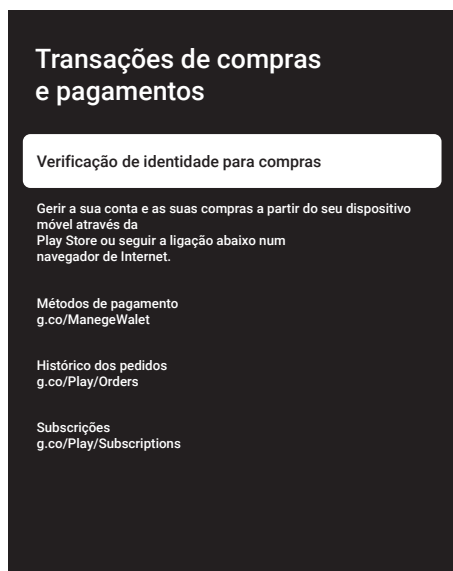 Transações de compras
e pagamentos
Verificação de identidade para compras
Gerir a sua conta e as suas compras a partir do seu dispositivo
móvel através da
Play Store ou seguir a ligação abaixo num
navegador de Internet.
Métodos de pagamento
g.co/ManegeWalet
Histórico dos pedidos
g.co/Play/Orders
Subscrições
g.co/Play/Subscriptions